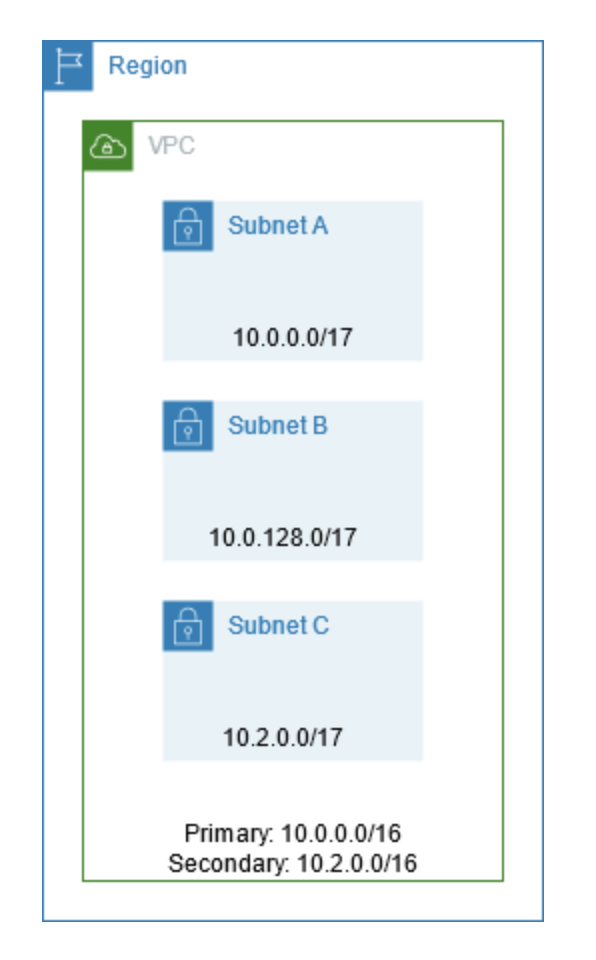 Region
VPC
Subnet A
10.0.0.0/17
Subnet B
10.0.128.0/17
Subnet C
10.2.0.0/17
Primary: 10.0.0.0/16
Secondary: 10.2.0.0/16